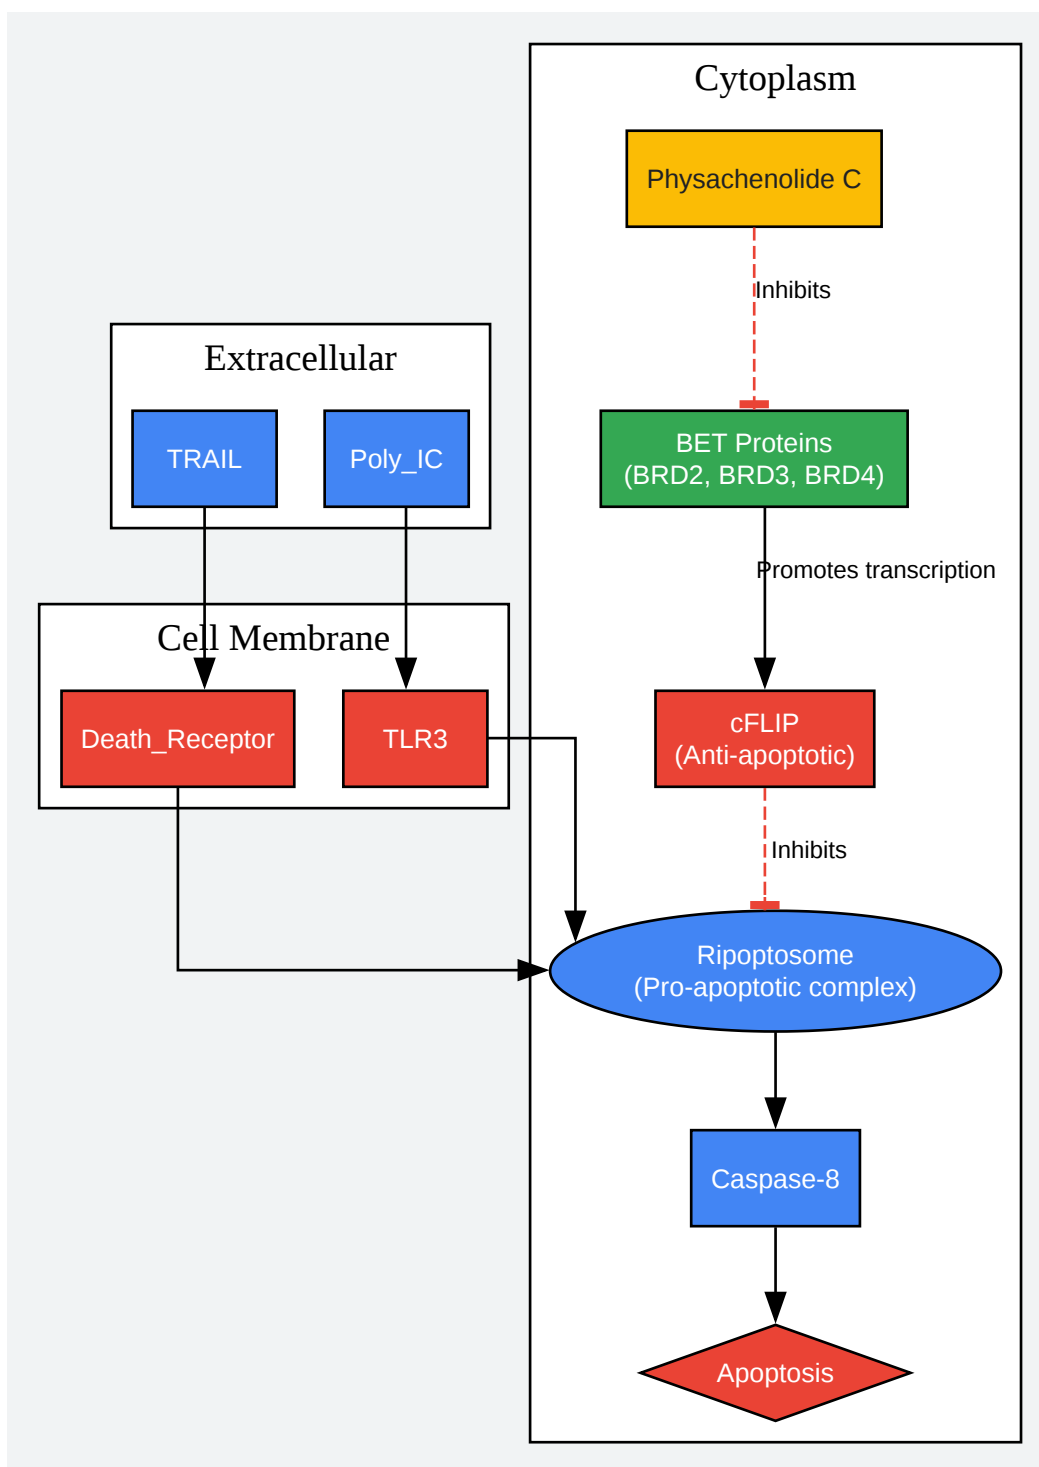 Cytoplasm
Physachenolide C
Inhibits
Extracellular
TRAIL
Poly_IC
BET Proteins
(BRD2, BRD3, BRD4)
Promotes transcription
Cell Membrane
Death_Receptor
TLR3
cFLIP
(Anti-apoptotic)
Inhibits
Ripoptosome
(Pro-apoptotic complex)
Caspase-8
Apoptosis